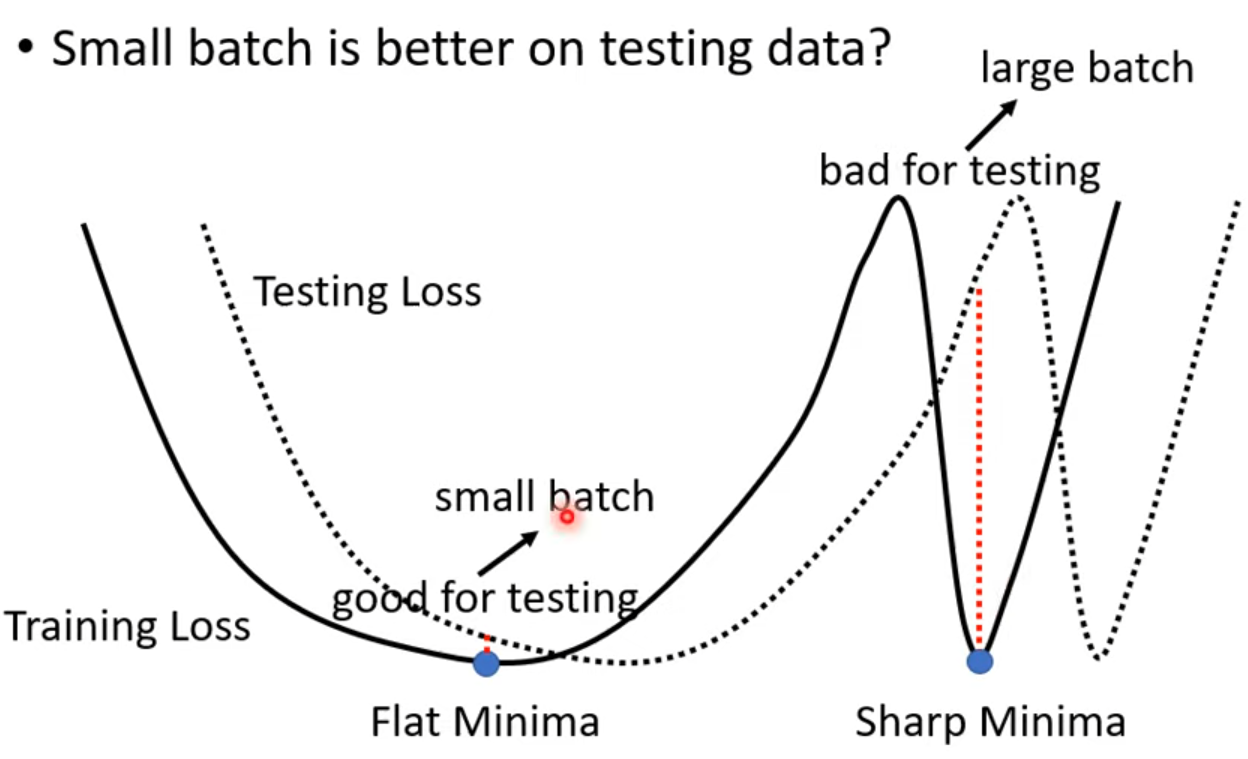 • Small batch is better on testing data?
large batch
bad for testing
Testing Loss
small batch
good for testing
Training Loss
Flat Minima
Sharp Minima